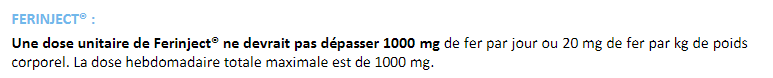 FERINJECT® :
Une dose unitaire de Ferinject® ne devrait pas dépasser 1000 mg de fer par jour ou 20 mg de fer par kg de poids
corporel. La dose hebdomadaire totale maximale est de 1000 mg.